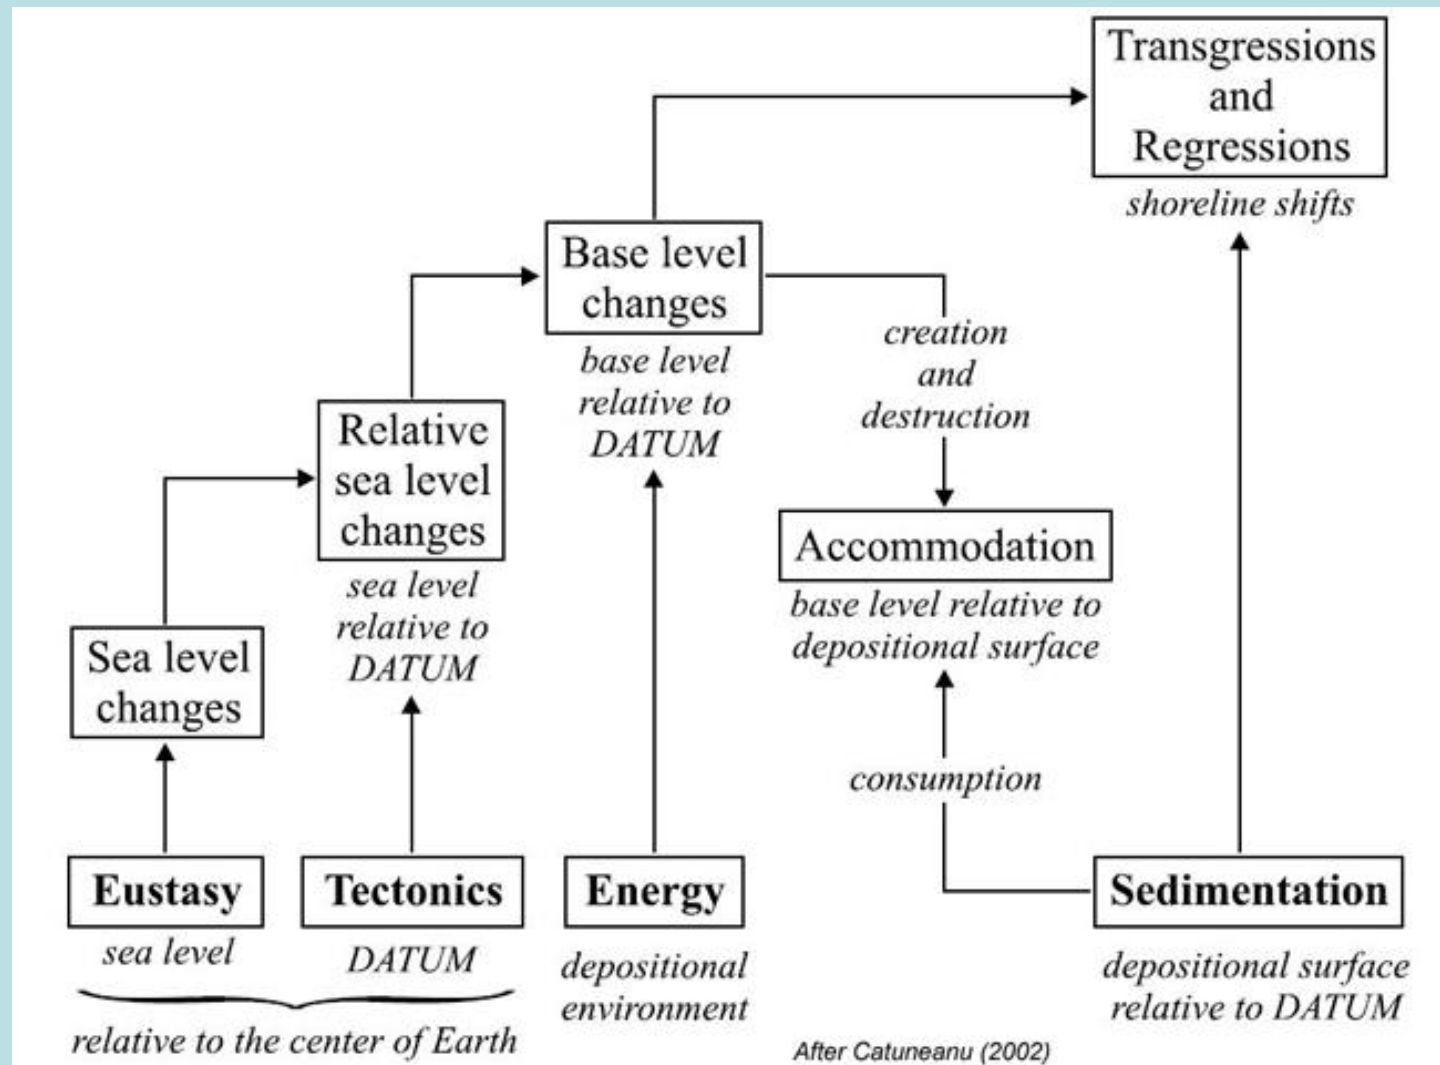 Transgressions
and
Regressions
shoreline shifts
Base level
changes
base level
relative to
DATUM
creation
and
destruction
Relative
sea level
changes
sea level
relative to
DATUM
Accommodation
base level relative to
depositional surface
Sea level
changes
consumption
Eustasy
sea level
Tectonics
DATUM
relative to the center of Earth
Energy
depositional
environment
Sedimentation
depositional surface
relative to DATUM
After Catuneanu (2002)